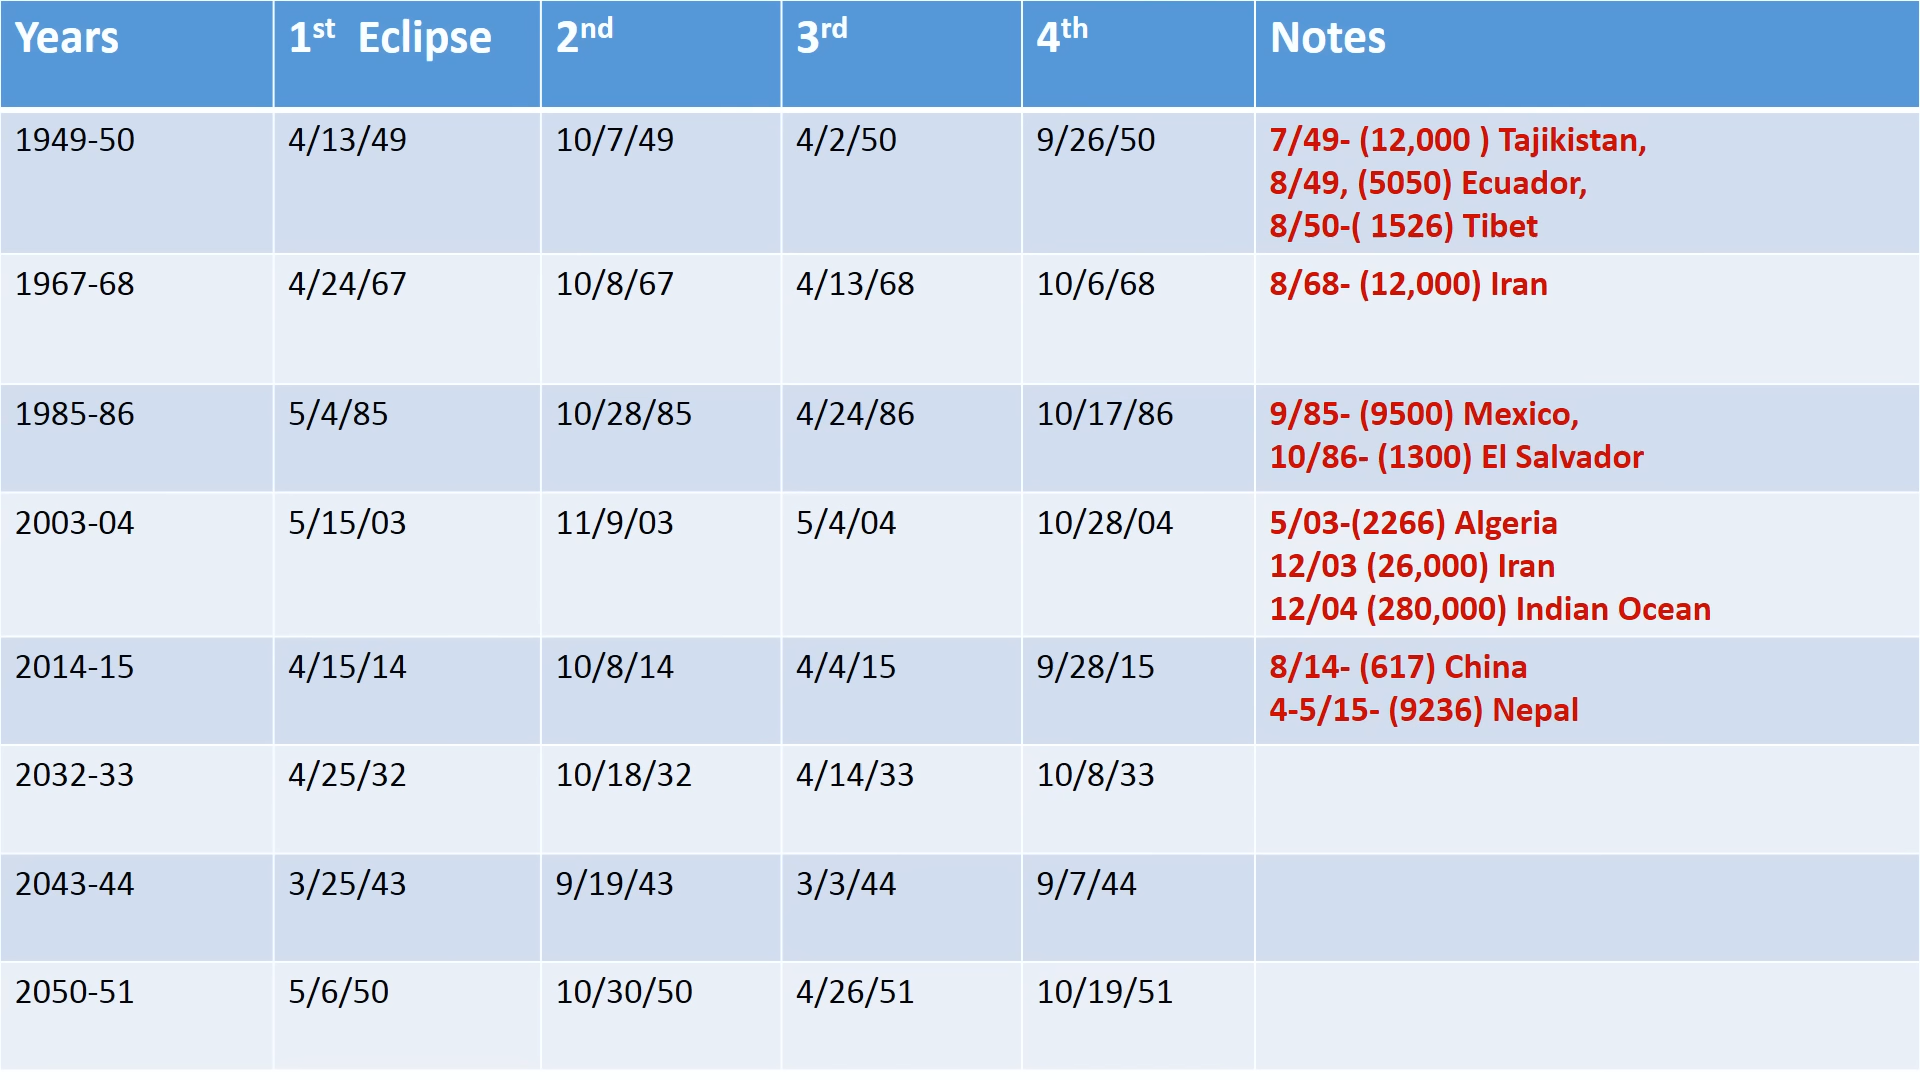 Years 1st Eclipse 2nd 3rd 4th Notes
1949-50 4/13/49 10/7/49 4/2/50 9/26/50 7/49- (12,000 ) Tajikistan,
8/49, (5050) Ecuador,
8/50-( 1526) Tibet
1967-68 4/24/67 10/8/67 4/13/68 10/6/68 8/68- (12,000) Iran
1985-86 5/4/85 10/28/85 4/24/86 10/17/86 9/85- (9500) Mexico,
10/86- (1300) El Salvador
2003-04 5/15/03 11/9/03 5/4/04 10/28/04 5/03-(2266) Algeria
12/03 (26,000) Iran
12/04 (280,000) Indian Ocean
2014-15 4/15/14 10/8/14 4/4/15 9/28/15 8/14- (617) China
4-5/15- (9236) Nepal
2032-33 4/25/32 10/18/32 4/14/33 10/8/33
2043-44 3/25/43 9/19/43 3/3/44 9/7/44
2050-51 5/6/50 10/30/50 4/26/51 10/19/51